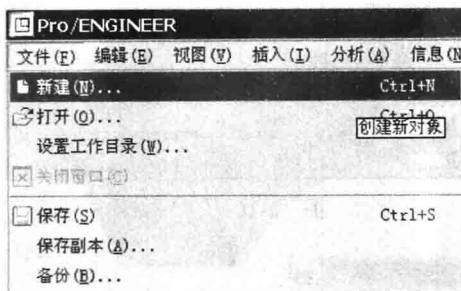 Pro/ENGINEER
文件(F) 编辑(E) 视图(V) 插入(I) 分析(A) 信息(N
新建(N)... Ctrl+N
打开(O)... Ctrl+O
创建新对象
设置工作目录(W)...
关闭窗口(C)
保存(S) Ctrl+S
保存副本(A)...
备份(B)...